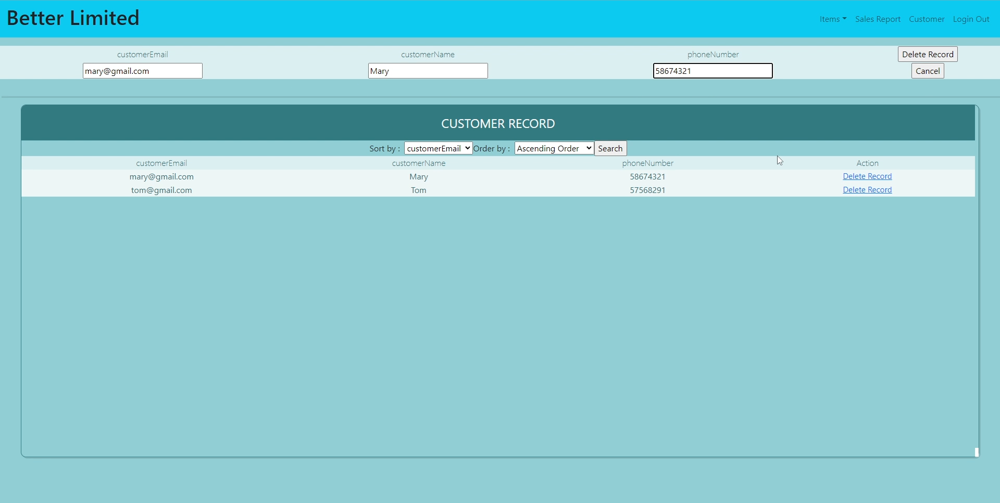 Better Limited
Items Sales Report Customer Login Out
customerEmail customerName phoneNumber Delete Record
mary@gmail.com Mary 58674321 Cancel
CUSTOMER RECORD
Sort by : customerEmail Order by : Ascending Order Search
customerEmail customerName phoneNumber Action
mary@gmail.com Mary 58674321 Delete Record
tom@gmail.com Tom 57568291 Delete Record